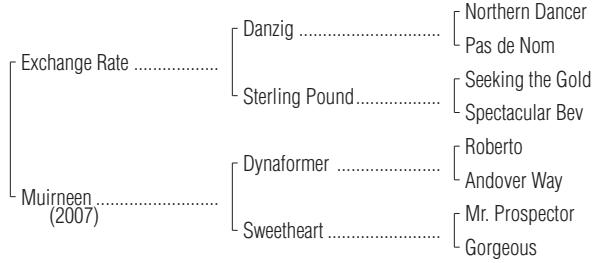 Northern Dancer
Danzig ....................................
Pas de Nom
Exchange Rate ..................
Seeking the Gold
Sterling Pound.....................
Spectacular Bev
Roberto
Dynaformer .........................
Andover Way
Muirneen ..........................
(2007)
Mr. Prospector
Sweetheart ...........................
Gorgeous